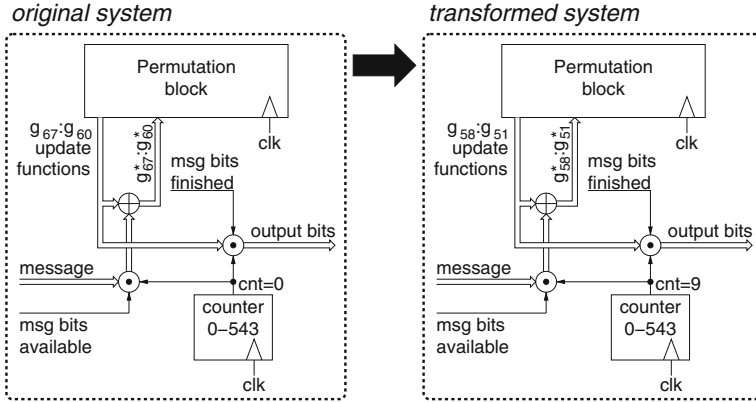 original system
transformed system
Permutation
block
clk
g67:g60
update
functions
g*67:g*60
msg bits
finished
output bits
message
cnt=0
counter
0–543
msg bits
available
clk
Permutation
block
clk
g58:g51
update
functions
g*58:g*51
msg bits
finished
output bits
message
cnt=9
counter
0–543
msg bits
available
clk